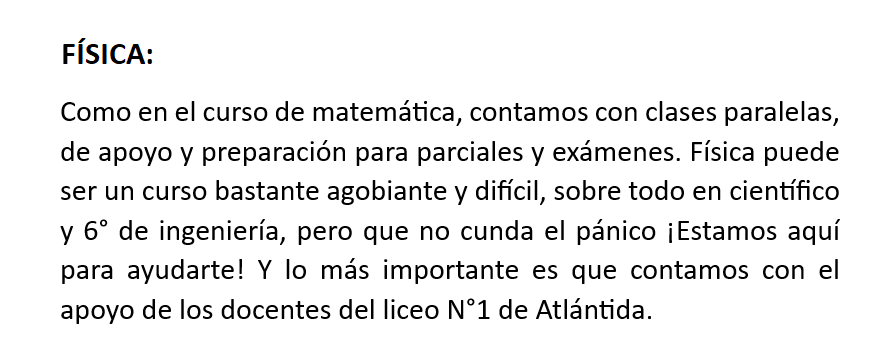 FÍSICA:
Como en el curso de matemática, contamos con clases paralelas,
de apoyo y preparación para parciales y exámenes. Física puede
ser un curso bastante agobiante y difícil, sobre todo en científico
y 6° de ingeniería, pero que no cunda el pánico ¡Estamos aquí
para ayudarte! Y lo más importante es que contamos con el
apoyo de los docentes del liceo N°1 de Atlántida.